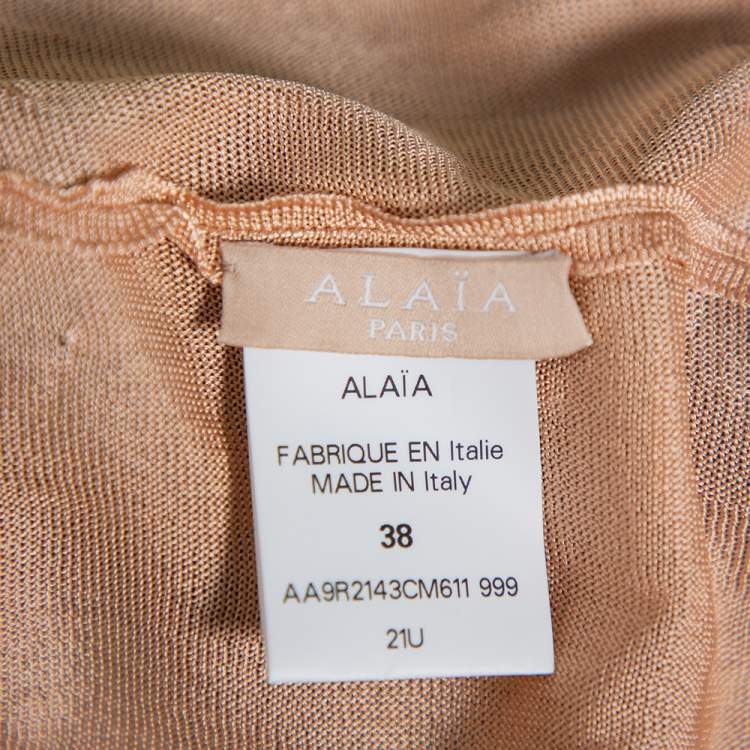 ALAÏA
PARIS
ALAÏA
FABRIQUE EN Italie
MADE IN Italy
38
AA9R2143CM611 999
21U